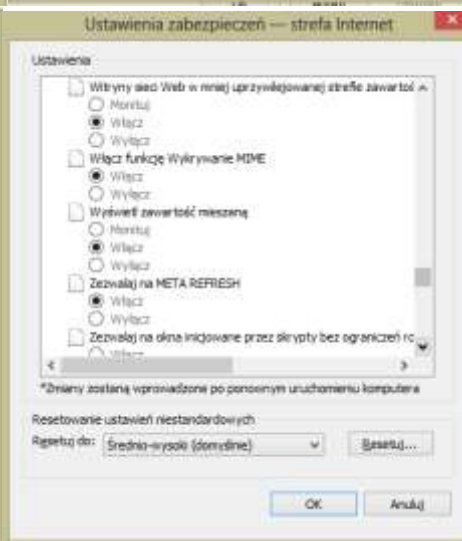 Ustawienia zabezpieczeń — strefa Internet
Ustawienia
Witryny sieci Web w mniej uprzywilejowanej strefie zawartoś
Monituj
Włącz
Wyłącz
Włącz funkcję Wykrywanie MIME
Włącz
Wyłącz
Wyświetl zawartość mieszaną
Monituj
Włącz
Wyłącz
Zezwalaj na META REFRESH
Włącz
Wyłącz
Zezwalaj na okna inicjowane przez skrypty bez ograniczeń ro
Włącz
*Zmiany zostaną wprowadzone po ponownym uruchomieniu komputera
Resetowanie ustawień niestandardowych
Resetuj do: Średnio-wysoki (domyślnie) Resetuj...
OK Anuluj